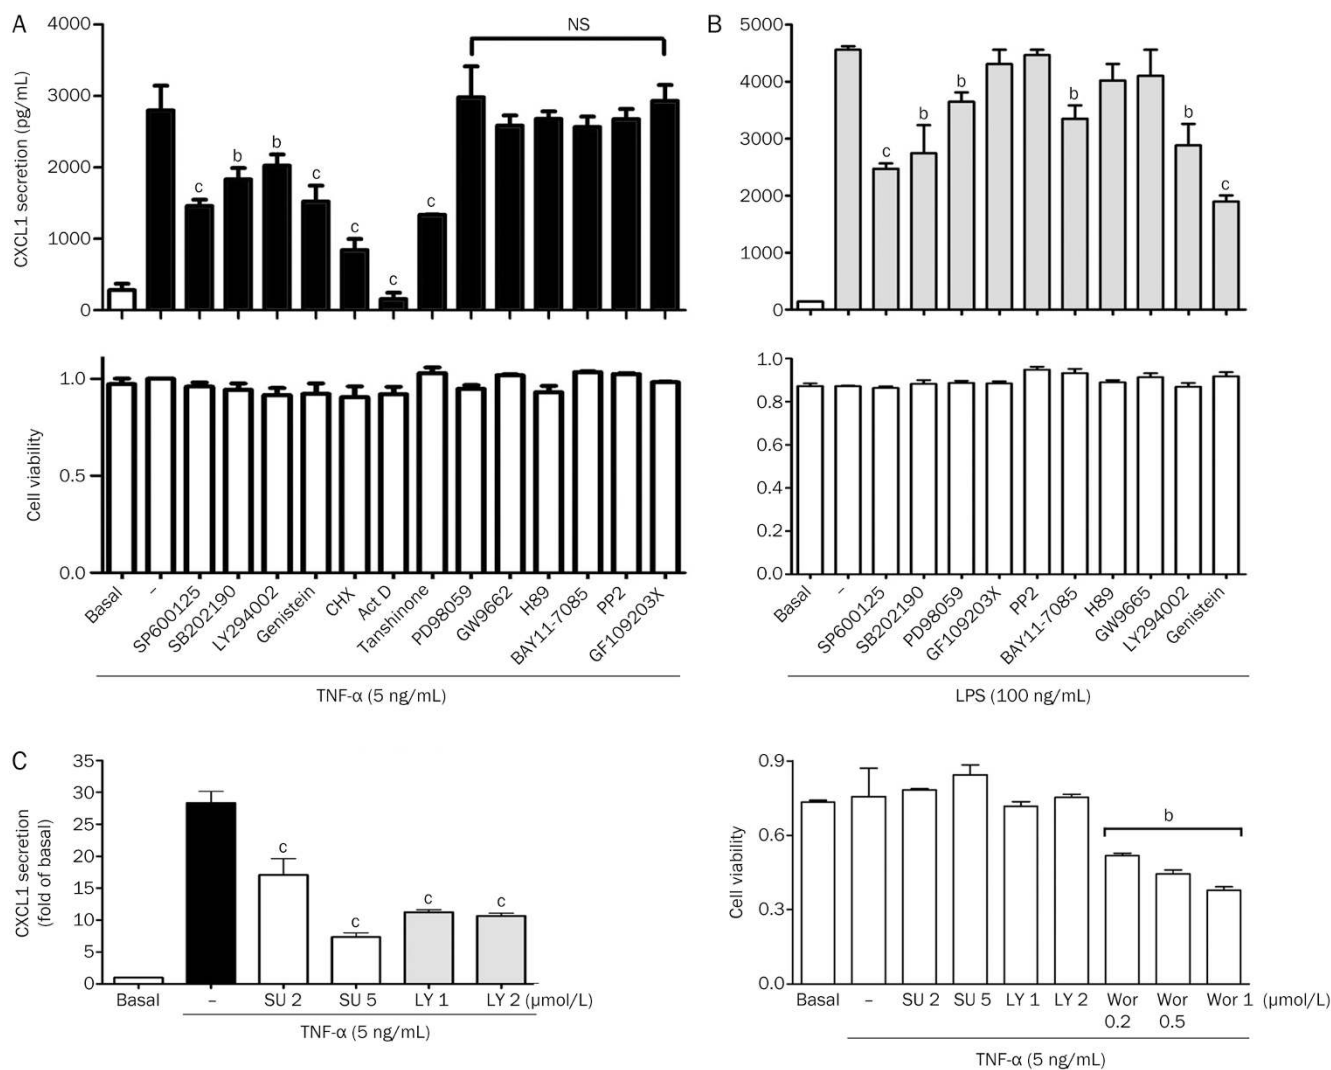 A
CXCL1 secretion (pg/mL)
4000
3000
2000
1000
0
c
b
b
c
c
c
c
NS
Cell viability
1.0
0.5
0.0
Basal
–
SP600125
SB202190
LY294002
Genistein
CHX
Act D
Tanshinone
PD98059
GW9662
H89
BAY11-7085
PP2
GF109203X
TNF-α (5 ng/mL)
B
5000
4000
3000
2000
1000
0
c
b
b
b
b
c
1.0
0.8
0.6
0.4
0.2
0.0
Basal
–
SP600125
SB202190
PD98059
GF109203X
PP2
BAY11-7085
H89
GW9665
LY294002
Genistein
LPS (100 ng/mL)
C
CXCL1 secretion
(fold of basal)
35
30
25
20
15
10
5
0
c
c
c
c
Basal
–
SU 2
SU 5
LY 1
LY 2 (μmol/L)
TNF-α (5 ng/mL)
Cell viability
0.9
0.6
0.3
0.0
b
Basal
–
SU 2
SU 5
LY 1
LY 2
Wor
0.2
Wor
0.5
Wor 1
(μmol/L)
TNF-α (5 ng/mL)